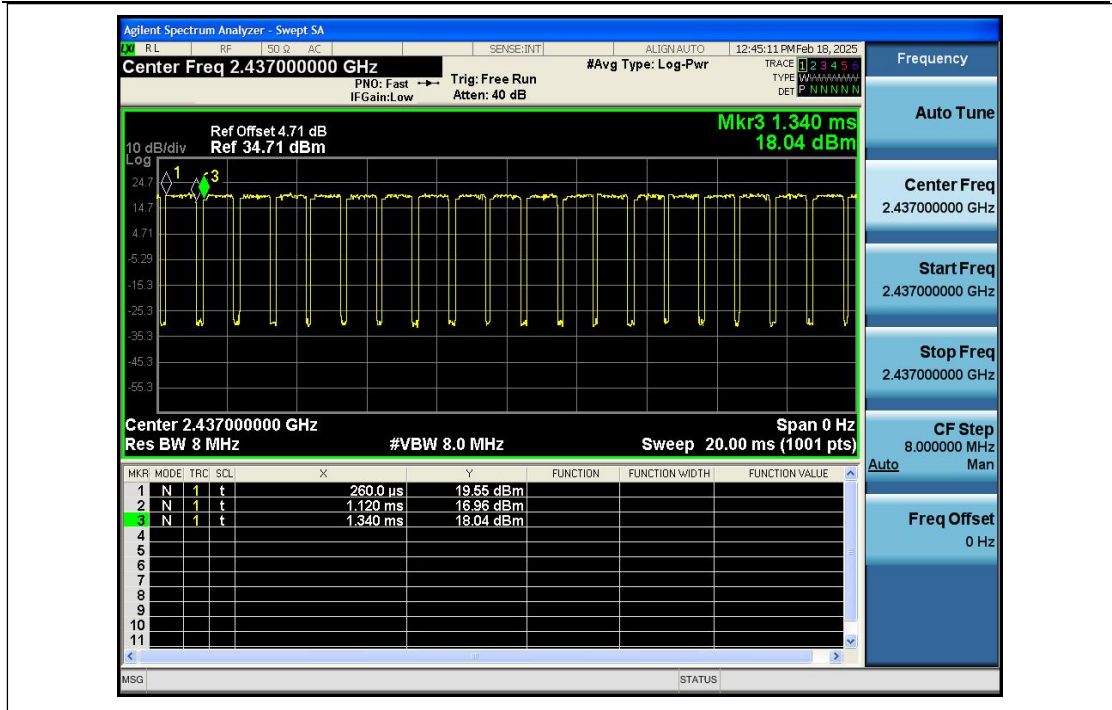 Agilent Spectrum Analyzer - Swept SA
LXI RL RF 50 Ω AC SENSE:INT ALIGN AUTO 12:45:11 PM Feb 18, 2025
Center Freq 2.437000000 GHz
PNO: Fast
IFGain:Low
Trig: Free Run
Atten: 40 dB
#Avg Type: Log-Pwr
TRACE 1 2 3 4 5 6
TYPE
DET P N N N N N
Frequency
Mkr3 1.340 ms
18.04 dBm
Ref Offset 4.71 dB
10 dB/div Ref 34.71 dBm
Log
1
3
24.7
14.7
4.71
-5.29
-15.3
-25.3
-35.3
-45.3
-55.3
Center 2.437000000 GHz Span 0 Hz
Res BW 8 MHz #VBW 8.0 MHz Sweep 20.00 ms (1001 pts)
MKR MODE TRC SCL X Y FUNCTION FUNCTION WIDTH FUNCTION VALUE
1 N 1 t 260.0 µs 19.55 dBm
2 N 1 t 1.120 ms 16.96 dBm
3 N 1 t 1.340 ms 18.04 dBm
4
5
6
7
8
9
10
11
MSG STATUS
Auto Tune
Center Freq
2.437000000 GHz
Start Freq
2.437000000 GHz
Stop Freq
2.437000000 GHz
CF Step
8.000000 MHz
Auto Man
Freq Offset
0 Hz